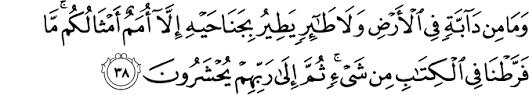 وَمَا مِن دَآبَّةٍ فِى ٱلْأَرْضِ وَلَا طَٰٓئِرٍ يَطِيرُ بِجَنَاحَيْهِ إِلَّآ أُمَمٌ أَمْثَالُكُم ۚ مَّا
فَرَّطْنَا فِى ٱلْكِتَٰبِ مِن شَىْءٍ ۚ ثُمَّ إِلَىٰ رَبِّهِمْ يُحْشَرُونَ ٣٨